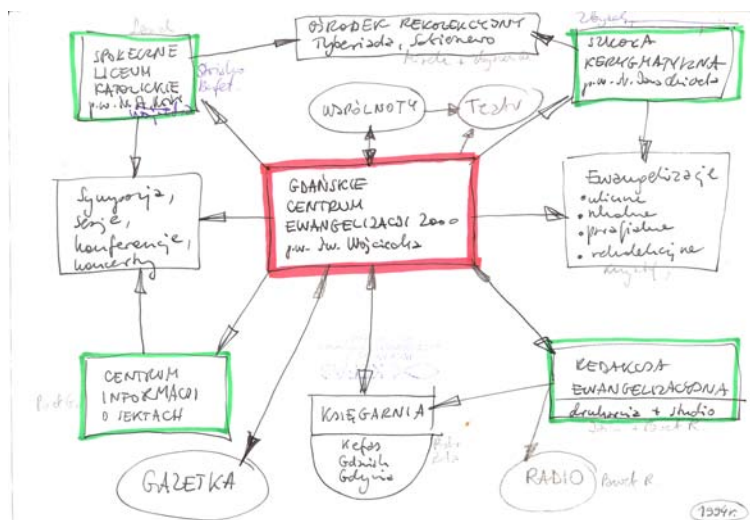 OŚRODEK REKOLEKCYJNY
Tyberiada, Sobieszewo
SPOŁECZNE
LICEUM
KATOLICKIE
SZKOŁA
KERYGMATYCZNA
WSPÓLNOTY
Teatr
GDAŃSKIE
CENTRUM
EWANGELIZACJI 2000
p.w. św. Wojciecha
Sympozja,
sesje,
konferencje,
koncerty
Ewangelizacje
• uliczne
• szkolne
• parafialne
• rekolekcyjne
CENTRUM
INFORMACJI
O SEKTACH
REDAKCJA
EWANGELIZACYJNA
drukarnia + studio
KSIĘGARNIA
Kefas
Gdańsk
Gdynia
GAZETKA
RADIO
Paweł R.
1994r.